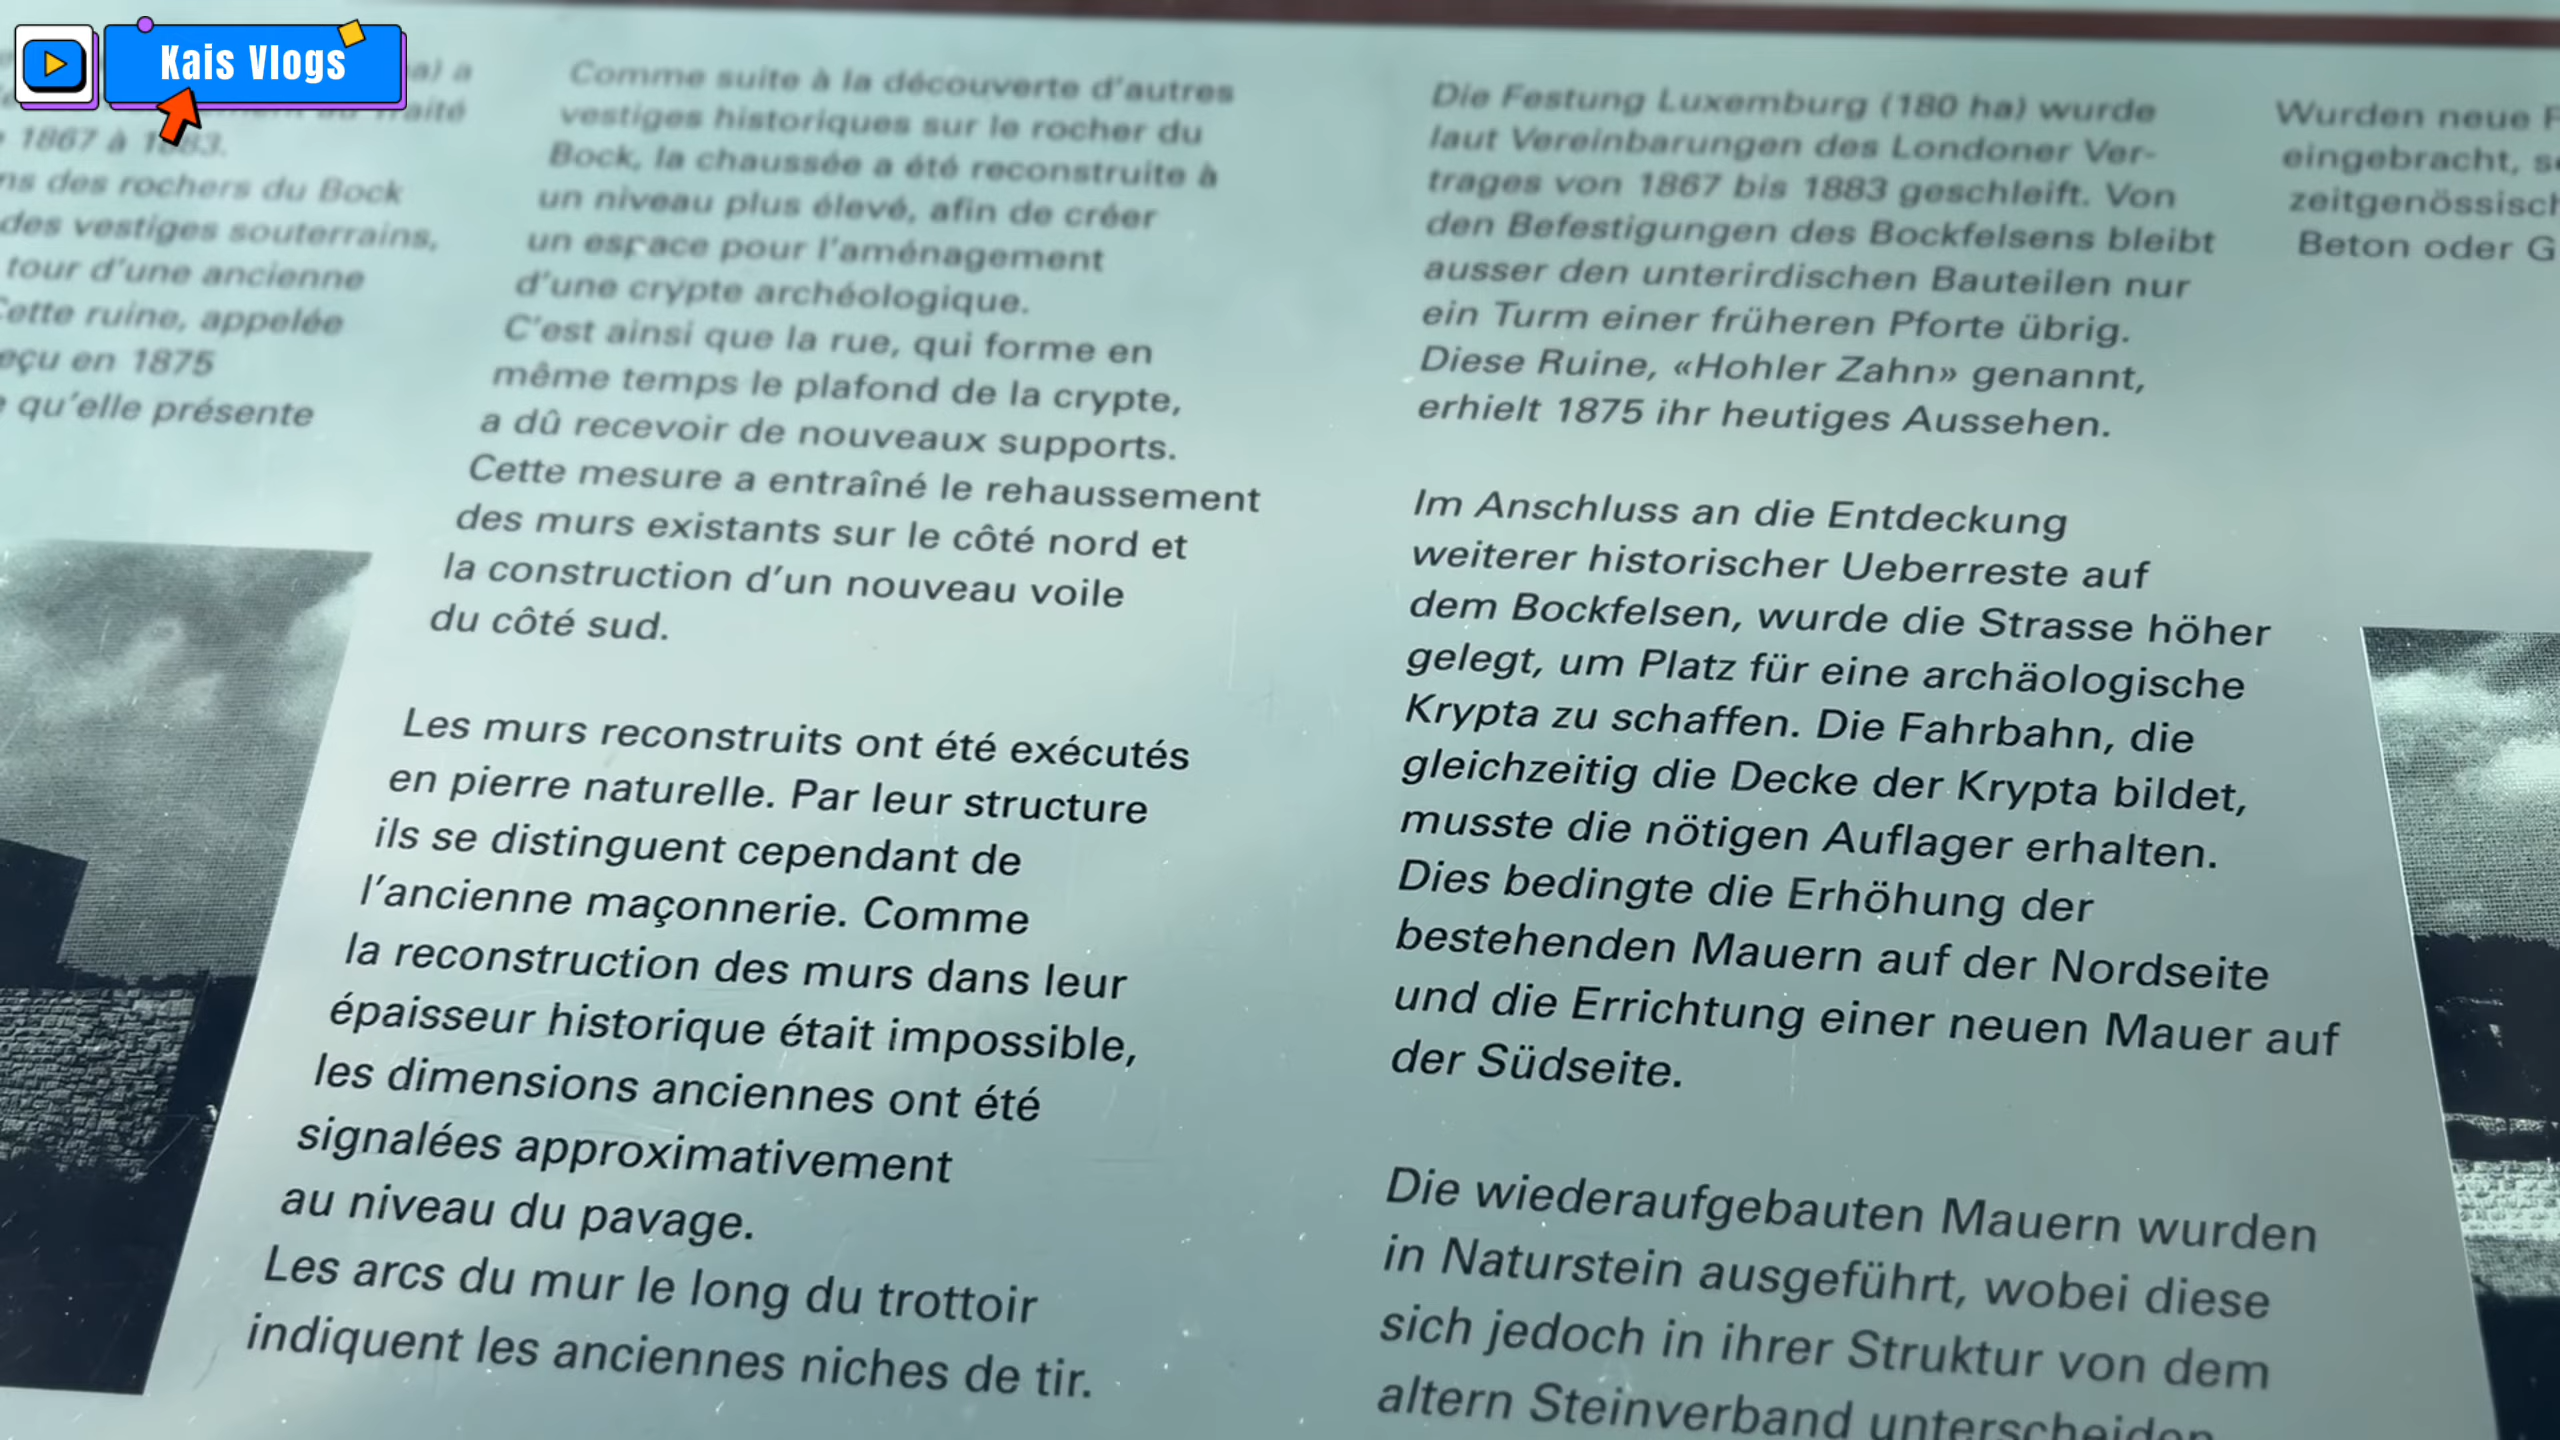 Kais Vlogs
a) a
Traité
1867 à 1883.
des rochers du Bock
des vestiges souterrains,
tour d'une ancienne
Cette ruine, appelée
en 1875
qu'elle présente
Comme suite à la découverte d'autres
vestiges historiques sur le rocher du
Bock, la chaussée a été reconstruite à
un niveau plus élevé, afin de créer
un espace pour l'aménagement
d'une crypte archéologique.
C'est ainsi que la rue, qui forme en
même temps le plafond de la crypte,
a dû recevoir de nouveaux supports.
Cette mesure a entraîné le rehaussement
des murs existants sur le côté nord et
la construction d'un nouveau voile
du côté sud.
Les murs reconstruits ont été exécutés
en pierre naturelle. Par leur structure
ils se distinguent cependant de
l'ancienne maçonnerie. Comme
la reconstruction des murs dans leur
épaisseur historique était impossible,
les dimensions anciennes ont été
signalées approximativement
au niveau du pavage.
Les arcs du mur le long du trottoir
indiquent les anciennes niches de tir.
Die Festung Luxemburg (180 ha) wurde
laut Vereinbarungen des Londoner Ver-
trages von 1867 bis 1883 geschleift. Von
den Befestigungen des Bockfelsens bleibt
ausser den unterirdischen Bauteilen nur
ein Turm einer früheren Pforte übrig.
Diese Ruine, «Hohler Zahn» genannt,
erhielt 1875 ihr heutiges Aussehen.
Im Anschluss an die Entdeckung
weiterer historischer Ueberreste auf
dem Bockfelsen, wurde die Strasse höher
gelegt, um Platz für eine archäologische
Krypta zu schaffen. Die Fahrbahn, die
gleichzeitig die Decke der Krypta bildet,
musste die nötigen Auflager erhalten.
Dies bedingte die Erhöhung der
bestehenden Mauern auf der Nordseite
und die Errichtung einer neuen Mauer auf
der Südseite.
Die wiederaufgebauten Mauern wurden
in Naturstein ausgeführt, wobei diese
sich jedoch in ihrer Struktur von dem
altern Steinverband unterscheiden
Wurden neue
eingebracht,
zeitgenössisch
Beton oder G